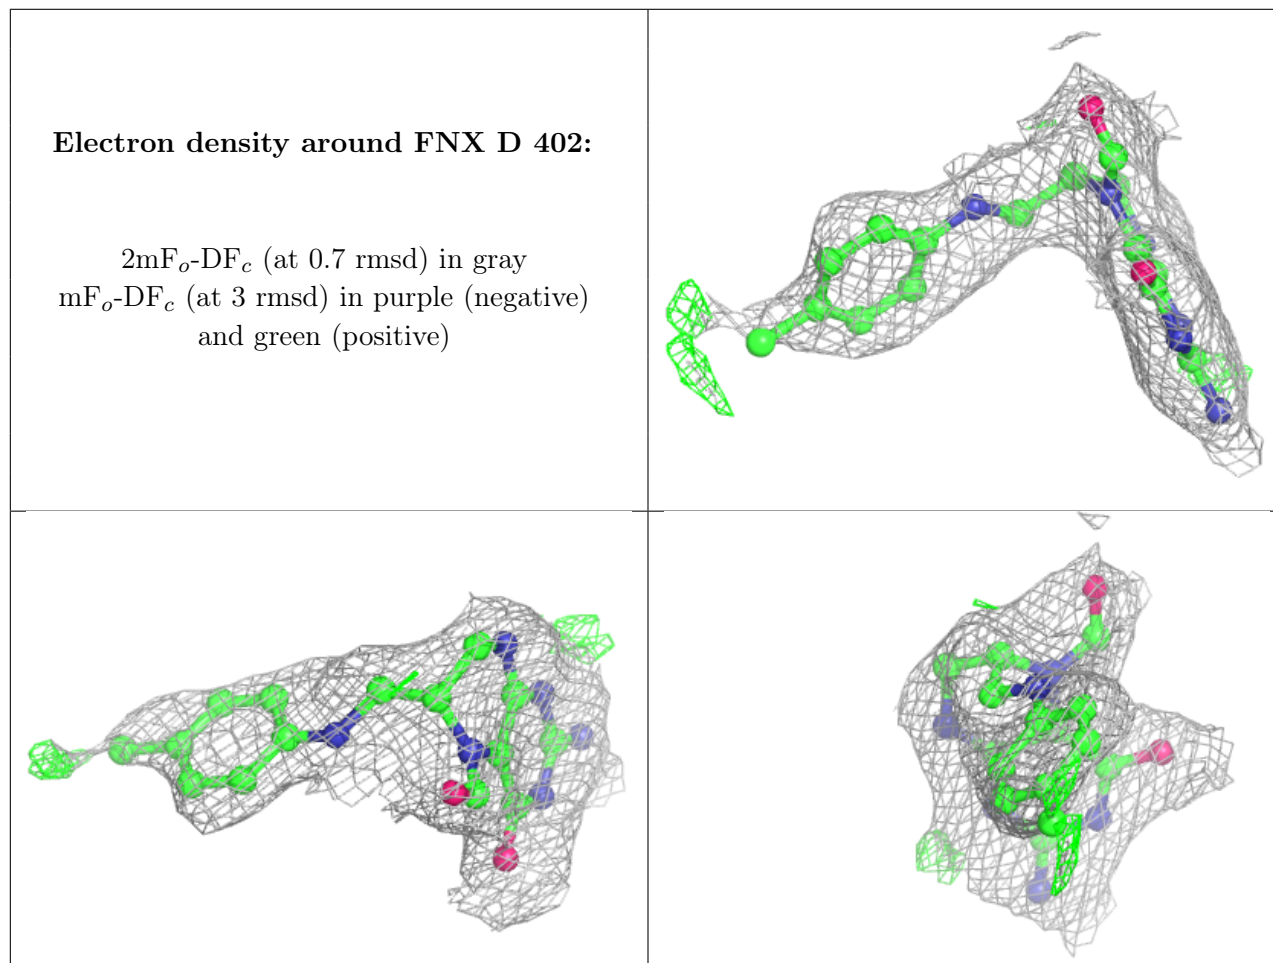 Electron density around FNX D 402:
2mFo-DFc (at 0.7 rmsd) in gray
mFo-DFc (at 3 rmsd) in purple (negative)
and green (positive)